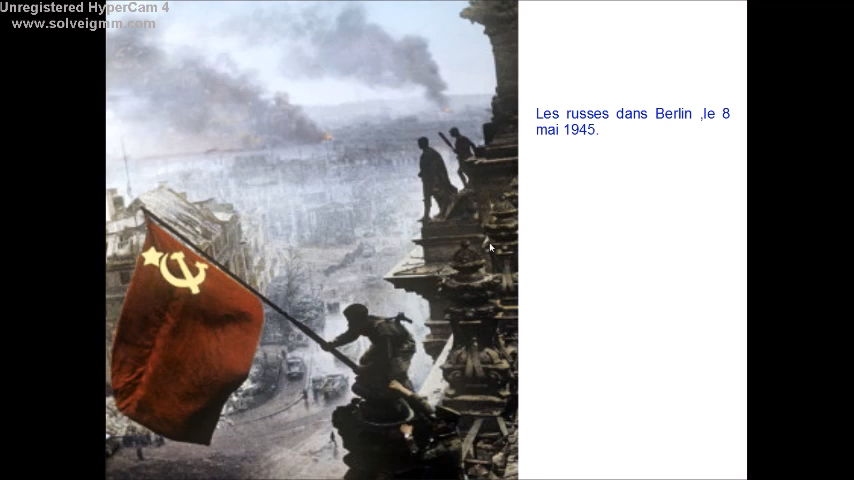 Unregistered HyperCam 4
www.solveigmm.com
Les russes dans Berlin ,le 8
mai 1945.